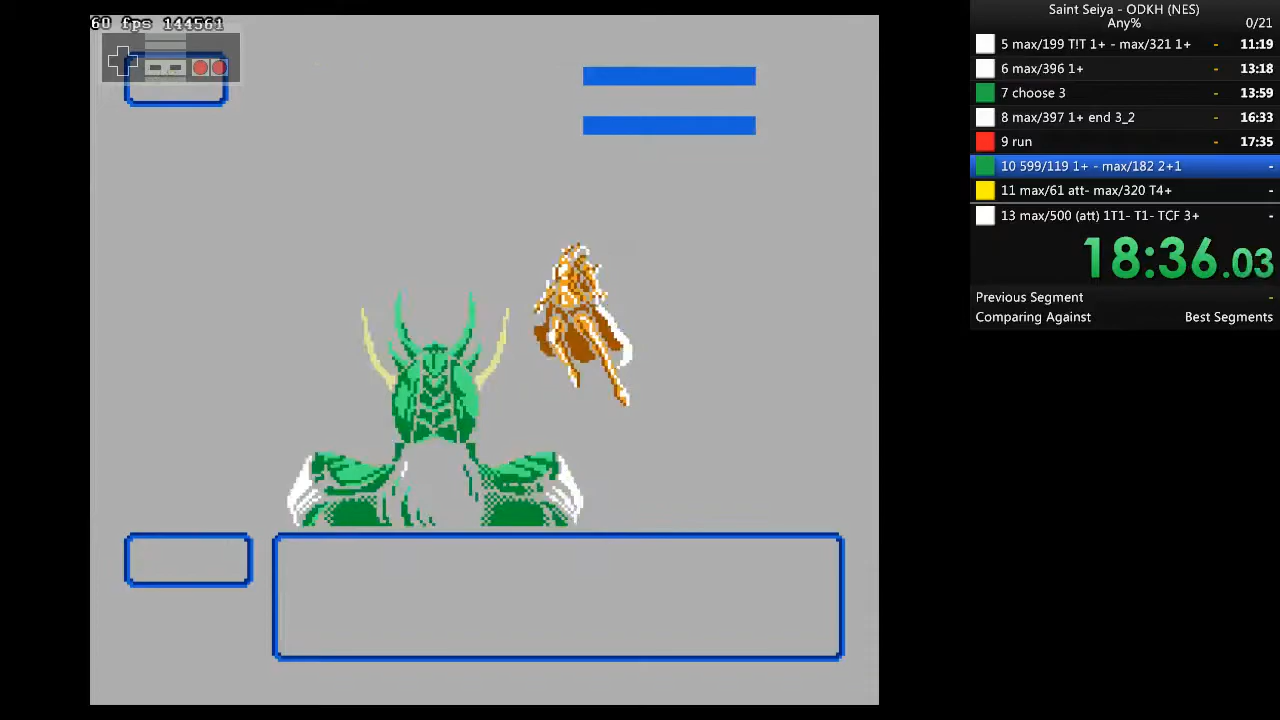 60 fps 144561
Saint Seiya - ODKH (NES)
Any%
0/21
5 max/199 T!T 1+ - max/321 1+ - 11:19
6 max/396 1+ - 13:18
7 choose 3 - 13:59
8 max/397 1+ end 3_2 - 16:33
9 run - 17:35
10 599/119 1+ - max/182 2+1 -
11 max/61 att- max/320 T4+ -
13 max/500 (att) 1T1- T1- TCF 3+ -
18:36.03
Previous Segment -
Comparing Against Best Segments